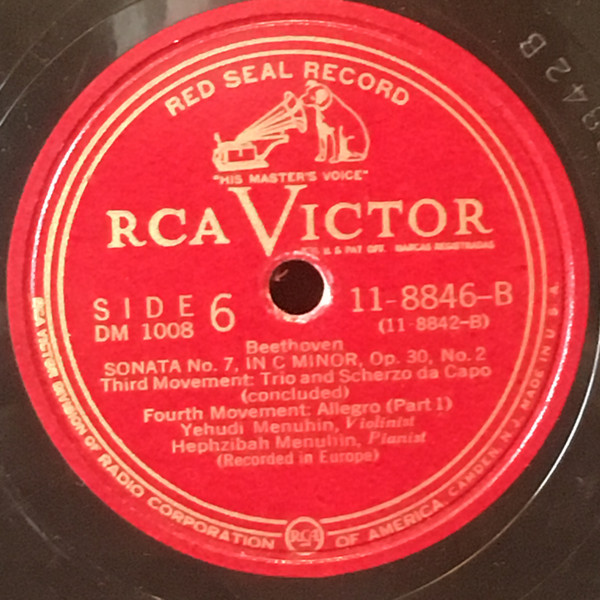 RED SEAL RECORD
"HIS MASTER'S VOICE"
RCA VICTOR
U. S. PAT. OFF. MARCAS REGISTRADAS
SIDE 6
DM 1008
11-8846-B
(11-8842-B)
Beethoven
SONATA No. 7, IN C MINOR, Op. 30, No. 2
Third Movement: Trio and Scherzo da Capo
(concluded)
Fourth Movement: Allegro (Part 1)
Yehudi Menuhin, Violinist
Hephzibah Menuhin, Pianist
(Recorded in Europe)
RCA VICTOR DIVISION OF RADIO CORPORATION OF AMERICA, CAMDEN, N. J. MADE IN U. S. A.
RCA
842B